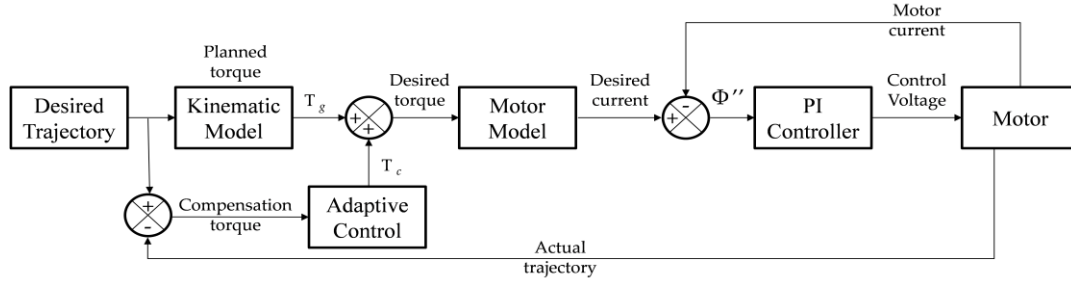 Motor
current
Planned
torque
Desired
Trajectory
Kinematic
Model
T g
+
+
Desired
torque
Motor
Model
Desired
current
-
+
Φ′′
PI
Controller
Control
Voltage
Motor
T c
+
-
Compensation
torque
Adaptive
Control
Actual
trajectory